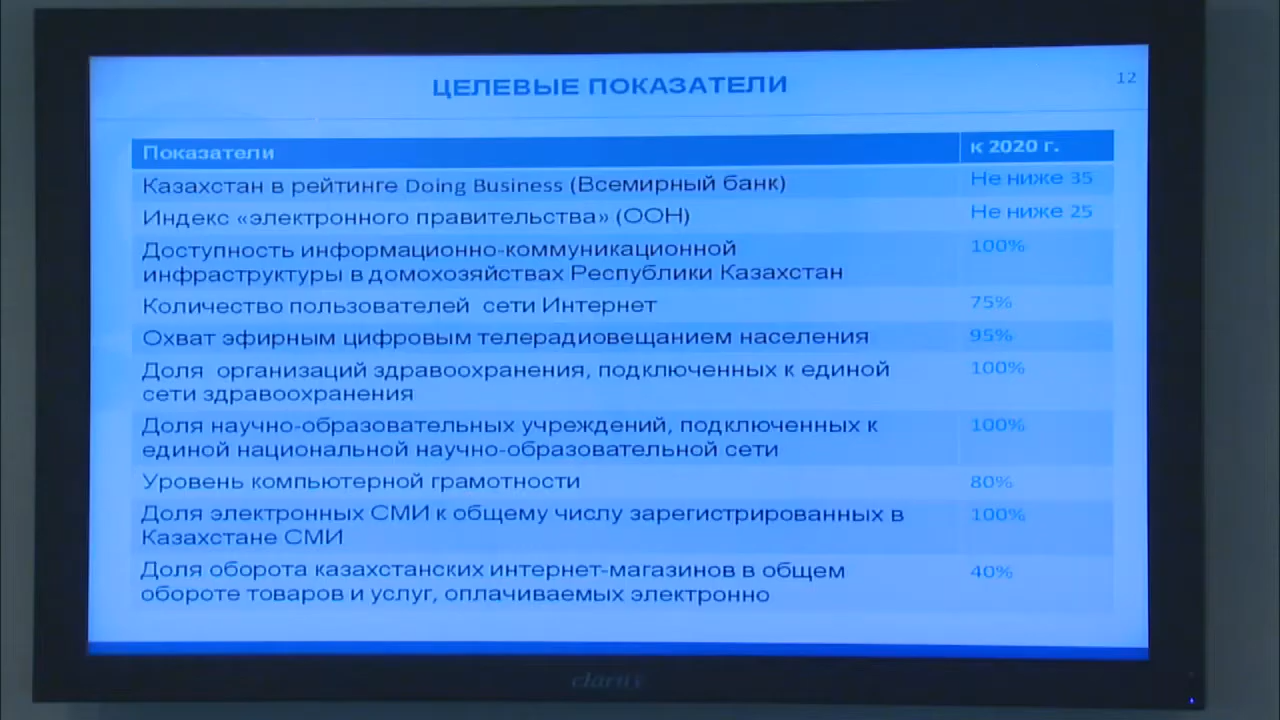 ЦЕЛЕВЫЕ ПОКАЗАТЕЛИ
12
Показатели к 2020 г.
Казахстан в рейтинге Doing Business (Всемирный банк) Не ниже 35
Индекс «электронного правительства» (ООН) Не ниже 25
Доступность информационно-коммуникационной 100%
инфраструктуры в домохозяйствах Республики Казахстан
Количество пользователей сети Интернет 75%
Охват эфирным цифровым телерадиовещанием населения 95%
Доля организаций здравоохранения, подключенных к единой 100%
сети здравоохранения
Доля научно-образовательных учреждений, подключенных к 100%
единой национальной научно-образовательной сети
Уровень компьютерной грамотности 80%
Доля электронных СМИ к общему числу зарегистрированных в 100%
Казахстане СМИ
Доля оборота казахстанских интернет-магазинов в общем 40%
обороте товаров и услуг, оплачиваемых электронно